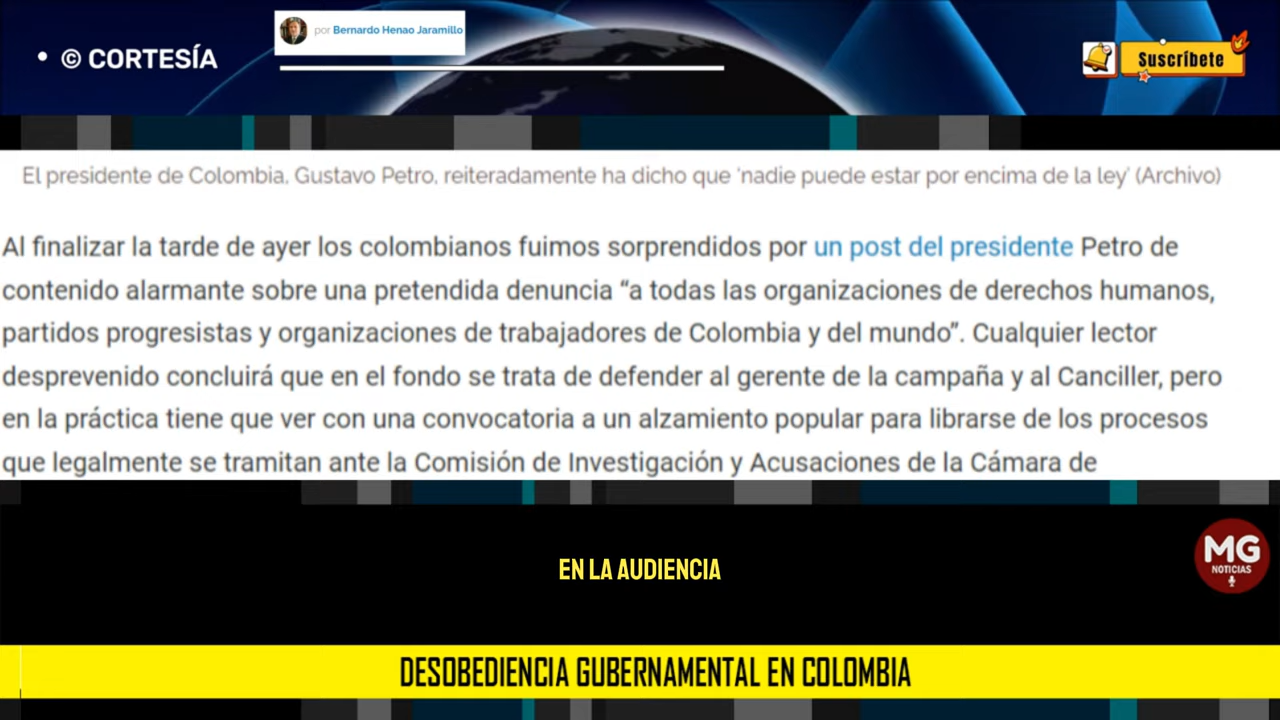 por Bernardo Henao Jaramillo
• © CORTESÍA
Suscríbete
El presidente de Colombia, Gustavo Petro, reiteradamente ha dicho que 'nadie puede estar por encima de la ley' (Archivo)
Al finalizar la tarde de ayer los colombianos fuimos sorprendidos por un post del presidente Petro de
contenido alarmante sobre una pretendida denuncia “a todas las organizaciones de derechos humanos,
partidos progresistas y organizaciones de trabajadores de Colombia y del mundo”. Cualquier lector
desprevenido concluirá que en el fondo se trata de defender al gerente de la campaña y al Canciller, pero
en la práctica tiene que ver con una convocatoria a un alzamiento popular para librarse de los procesos
que legalmente se tramitan ante la Comisión de Investigación y Acusaciones de la Cámara de
EN LA AUDIENCIA
MG
NOTICIAS
DESOBEDIENCIA GUBERNAMENTAL EN COLOMBIA